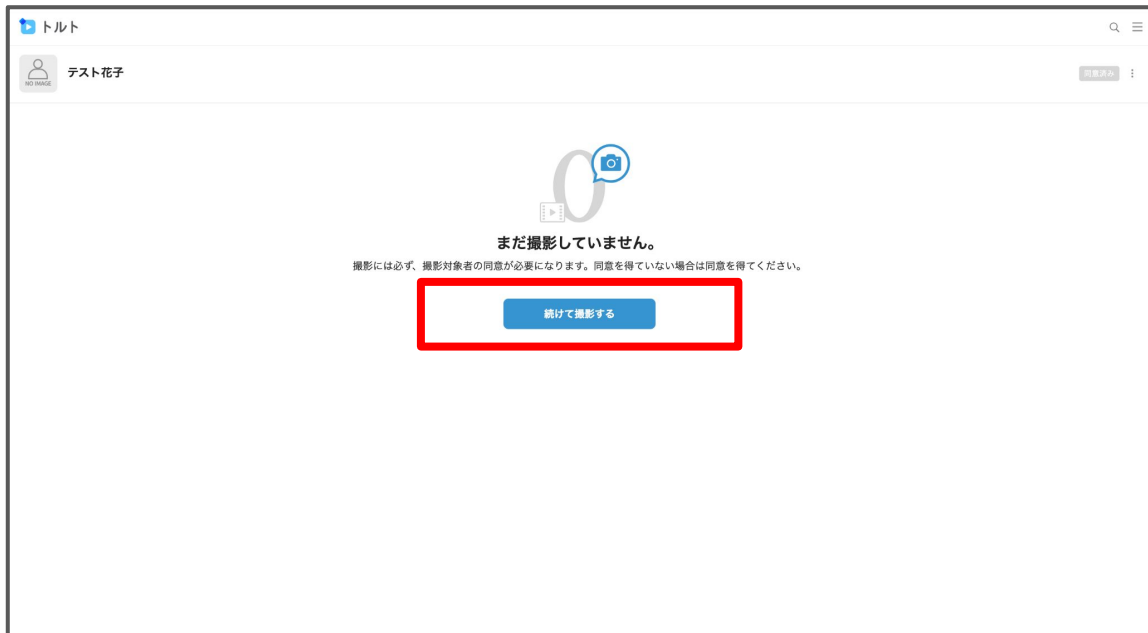 トルト
NO IMAGE
テスト花子
同意済み
0
まだ撮影していません。
撮影には必ず、撮影対象者の同意が必要になります。同意を得ていない場合は同意を得てください。
続けて撮影する